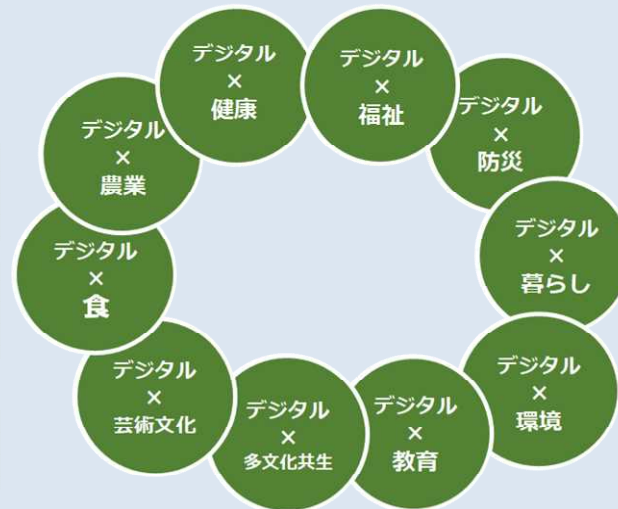 デジタル
×
健康
デジタル
×
福祉
デジタル
×
防災
デジタル
×
暮らし
デジタル
×
環境
デジタル
×
教育
デジタル
×
多文化共生
デジタル
×
芸術文化
デジタル
×
食
デジタル
×
農業